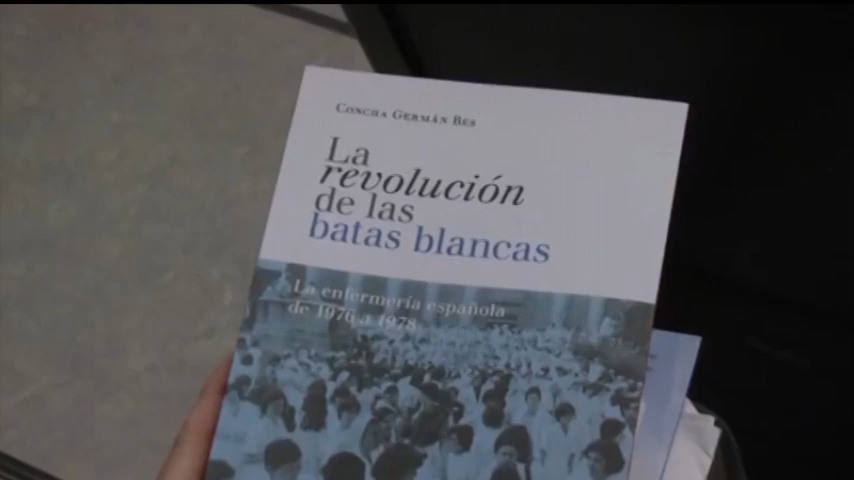 CONCHA GERMÁN BES
La
revolución
de las
batas blancas
La enfermería española
de 1976 a 1978